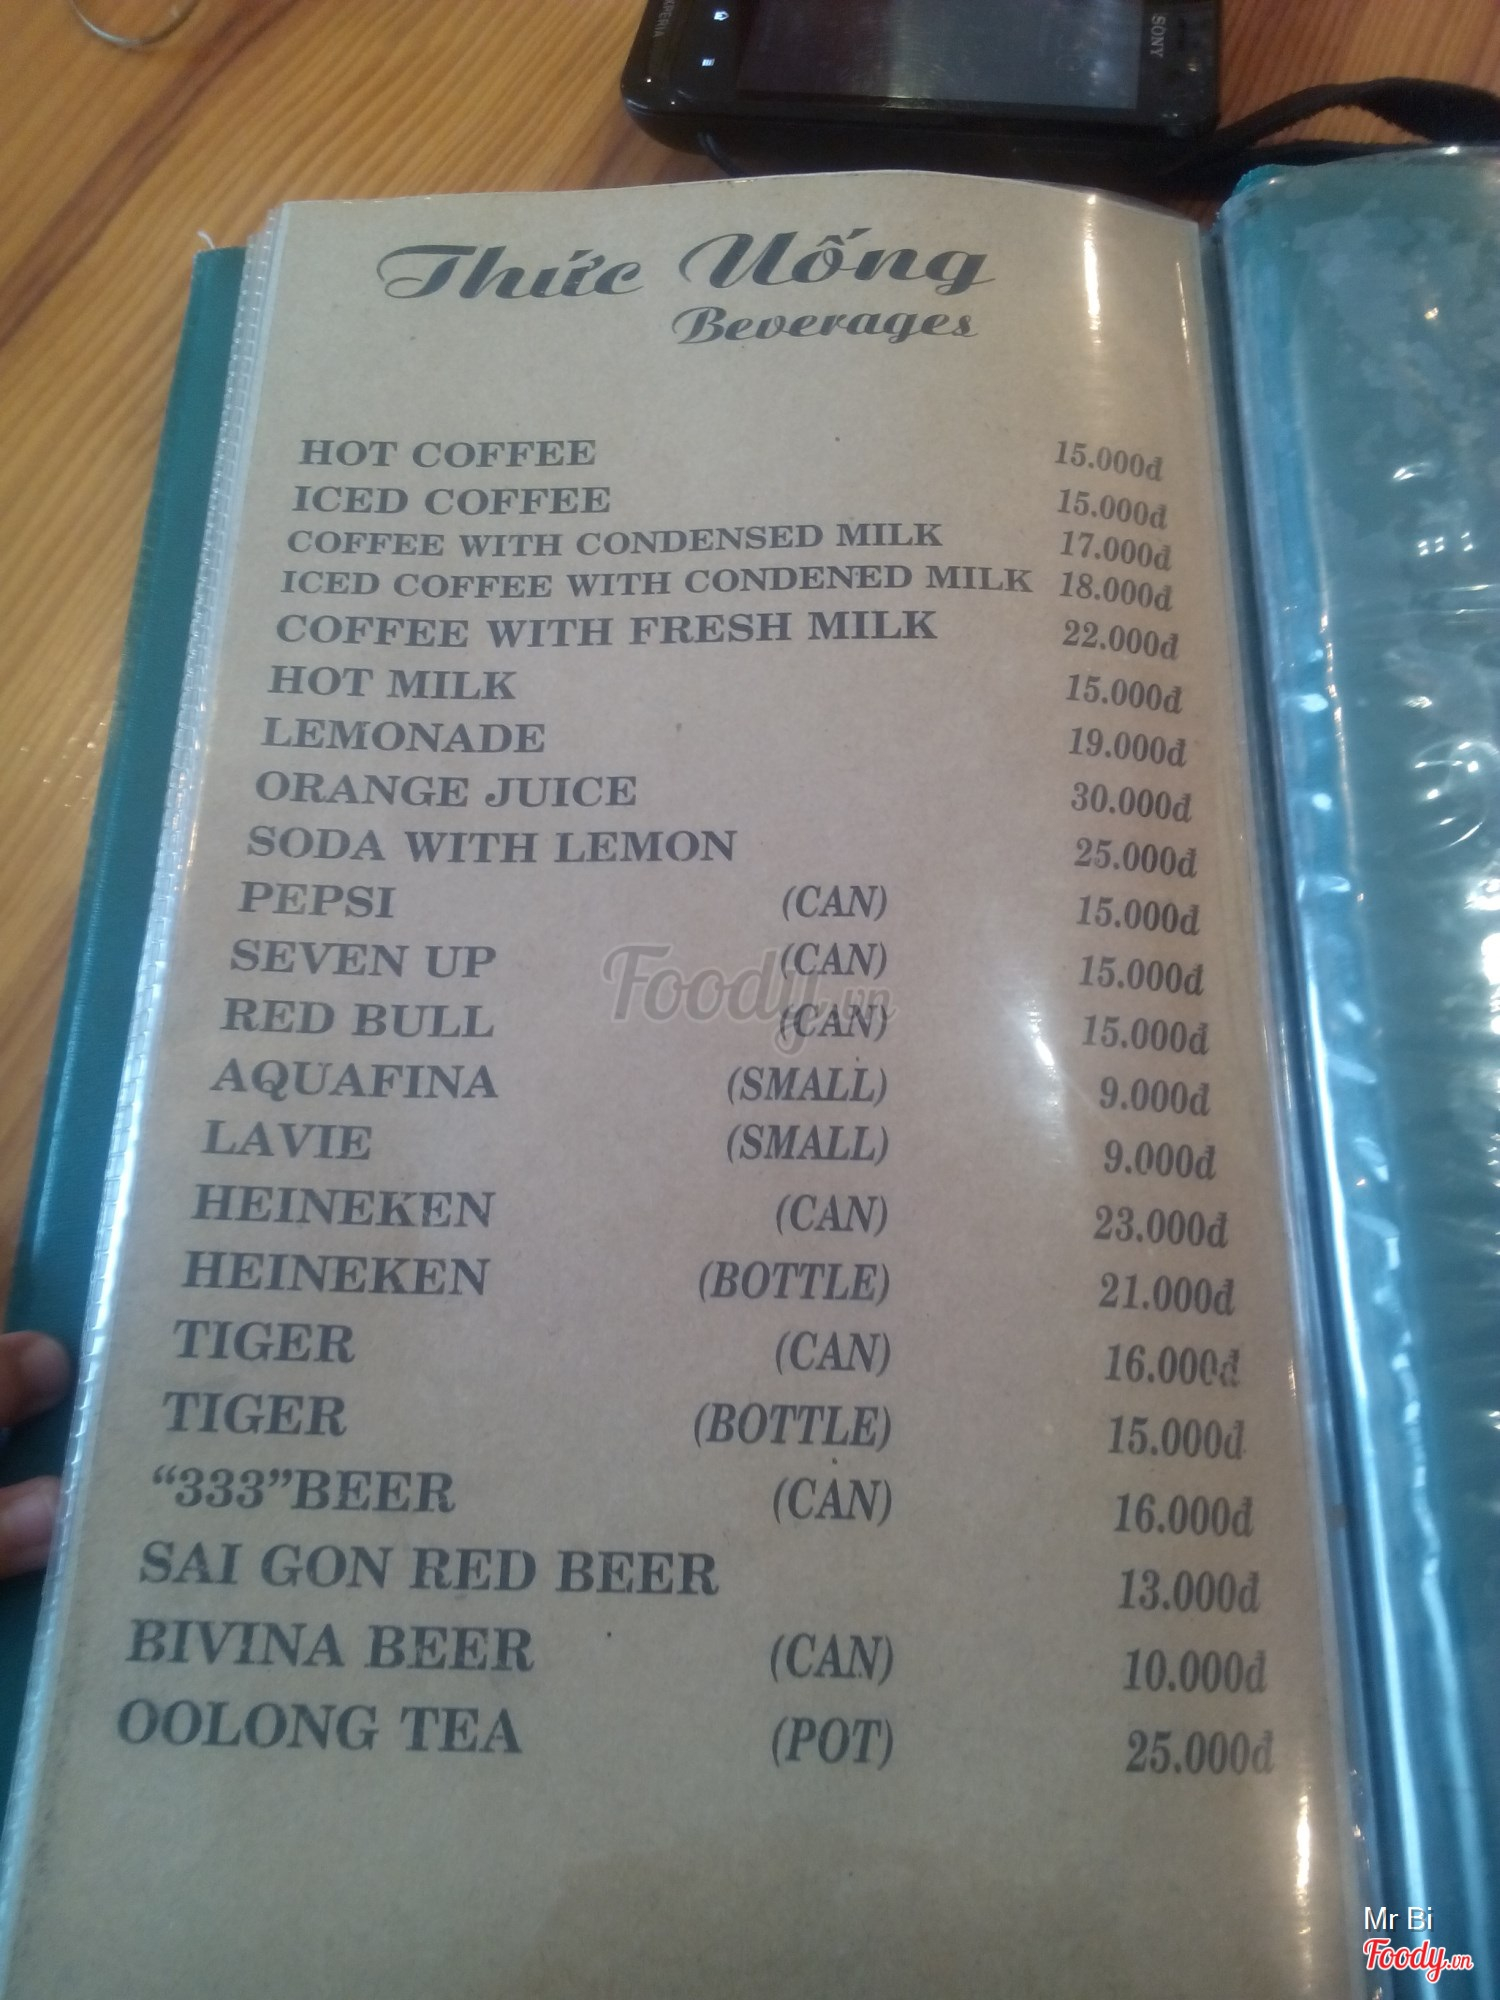 SONY
XPERIA
Thức Uống
Beverages
HOT COFFEE 15.000đ
ICED COFFEE 15.000đ
COFFEE WITH CONDENSED MILK 17.000đ
ICED COFFEE WITH CONDENED MILK 18.000đ
COFFEE WITH FRESH MILK 22.000đ
HOT MILK 15.000đ
LEMONADE 19.000đ
ORANGE JUICE 30.000đ
SODA WITH LEMON 25.000đ
PEPSI (CAN) 15.000đ
SEVEN UP (CAN) 15.000đ
Foody.vn
RED BULL (CAN) 15.000đ
AQUAFINA (SMALL) 9.000đ
LAVIE (SMALL) 9.000đ
HEINEKEN (CAN) 23.000đ
HEINEKEN (BOTTLE) 21.000đ
TIGER (CAN) 16.000đ
TIGER (BOTTLE) 15.000đ
“333”BEER (CAN) 16.000đ
SAI GON RED BEER 13.000đ
BIVINA BEER (CAN) 10.000đ
OOLONG TEA (POT) 25.000đ
Mr Bi
Foody.vn